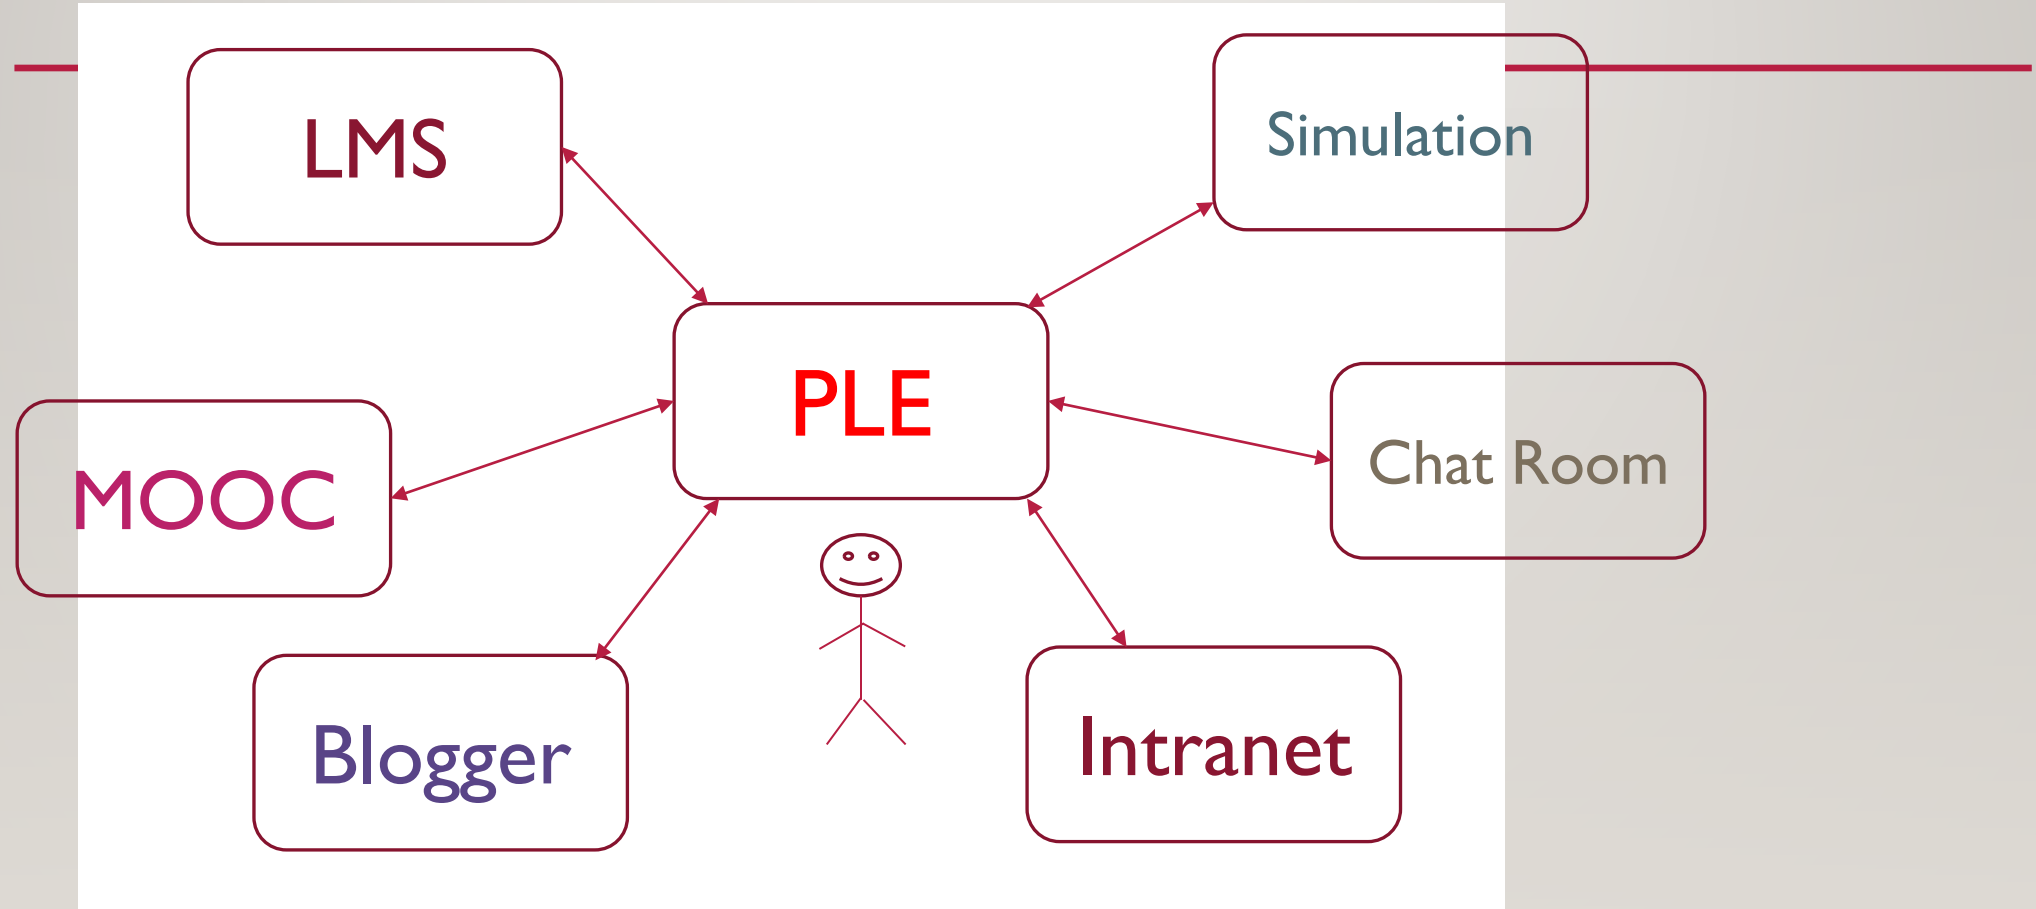 LMS
Simulation
PLE
MOOC
Chat Room
Blogger
Intranet